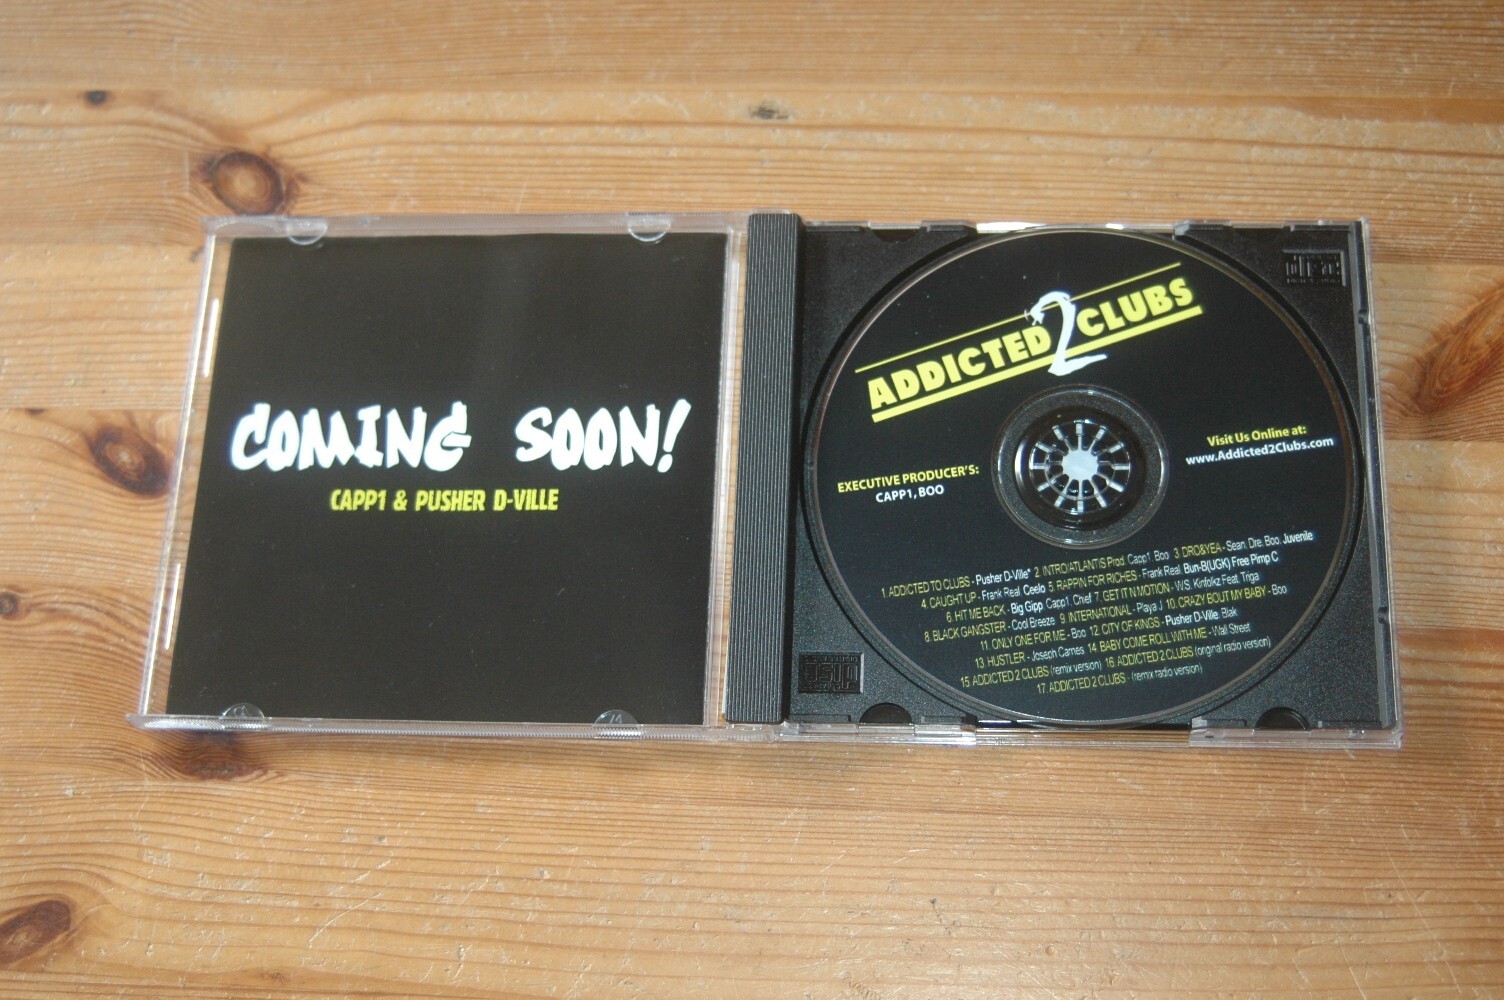 COMING SOON!
CAPP1 & PUSHER D-VILLE
ADDICTED 2 CLUBS
EXECUTIVE PRODUCER'S:
CAPP1, BOO
Visit Us Online at:
www.Addicted2Clubs.com
1. ADDICTED TO CLUBS - Pusher D-Ville* 2. INTRO/ATLANTIS Prod. Capp1, Boo 3. DRO&YEA - Sean, Dre, Boo, Juvenile
4. CAUGHT UP - Frank Real, Ceelo 5. RAPPIN FOR RICHES - Frank Real, Bun-B(UGK) Free Pimp C
6. HIT ME BACK - Big Gipp, Capp1, Chef 7. GET IT N MOTION - W.S. Kinfolkz Feat. Triga
8. BLACK GANGSTER - Cool Breeze 9. INTERNATIONAL - Playa J 10. CRAZY BOUT MY BABY - Boo
11. ONLY ONE FOR ME - Boo 12. CITY OF KINGS - Pusher D-Ville, Blak
13. HUSTLER - Joseph Carnes 14. BABY COME ROLL WITH ME - Wall Street
15. ADDICTED 2 CLUBS (remix version) 16. ADDICTED 2 CLUBS (original radio version)
17. ADDICTED 2 CLUBS - (remix radio version)
disc
disc